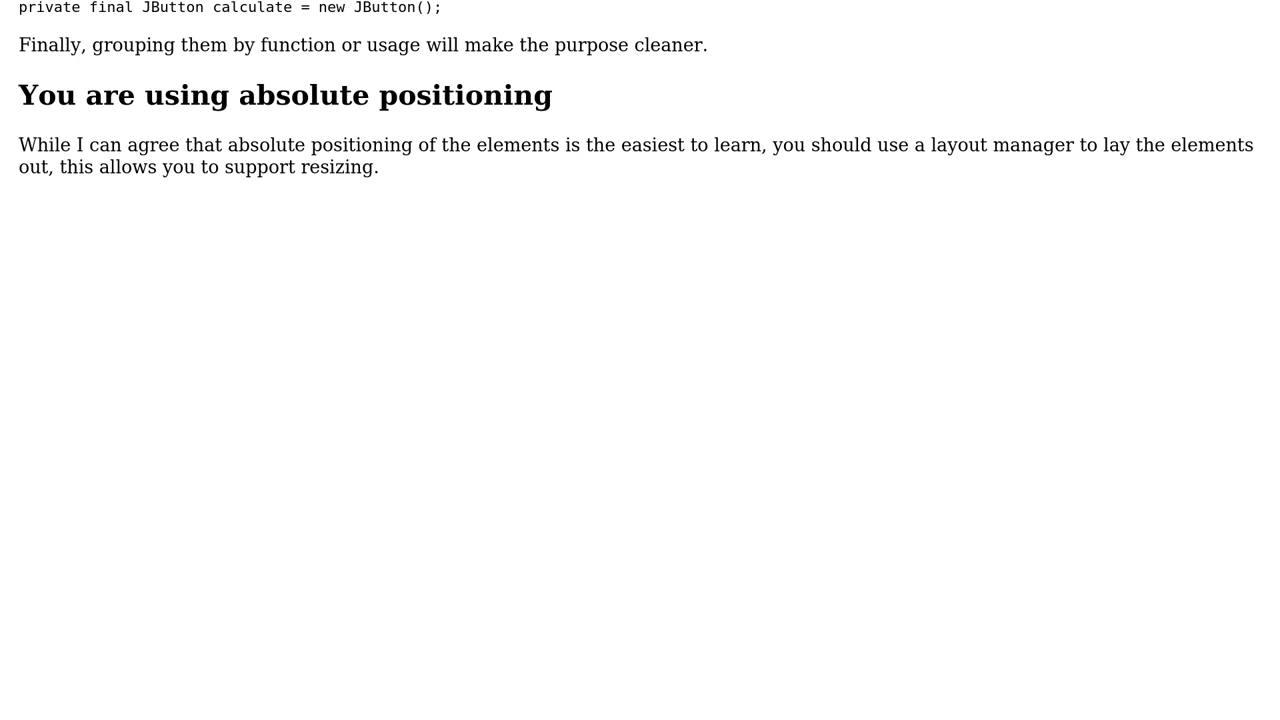 private final JButton calculate = new JButton();
Finally, grouping them by function or usage will make the purpose cleaner.
You are using absolute positioning
While I can agree that absolute positioning of the elements is the easiest to learn, you should use a layout manager to lay the elements
out, this allows you to support resizing.